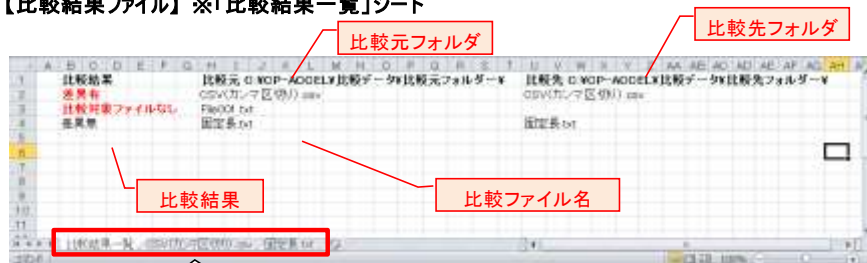 【比較結果ファイル】 ※「比較結果一覧」シート
比較元フォルダ
比較先フォルダ
比較結果 比較元 C:¥OP-AODEL¥比較データ¥比較元フォルダー¥ 比較先 C:¥OP-AODEL¥比較データ¥比較先フォルダー¥
差異有 CSV(カンマ区切り).csv CSV(カンマ区切り).csv
比較対象ファイルなし File001.txt
差異無 固定長.txt 固定長.txt
比較結果
比較ファイル名
比較結果一覧 CSV(カンマ区切り).csv 固定長.txt
100%